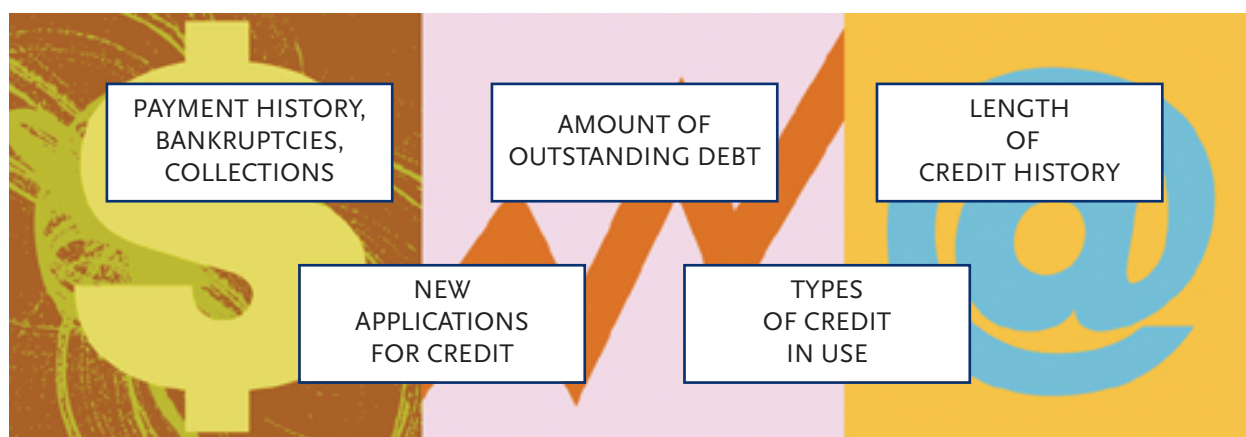 PAYMENT HISTORY,
BANKRUPTCIES,
COLLECTIONS
AMOUNT OF
OUTSTANDING DEBT
LENGTH
OF
CREDIT HISTORY
NEW
APPLICATIONS
FOR CREDIT
TYPES
OF CREDIT
IN USE